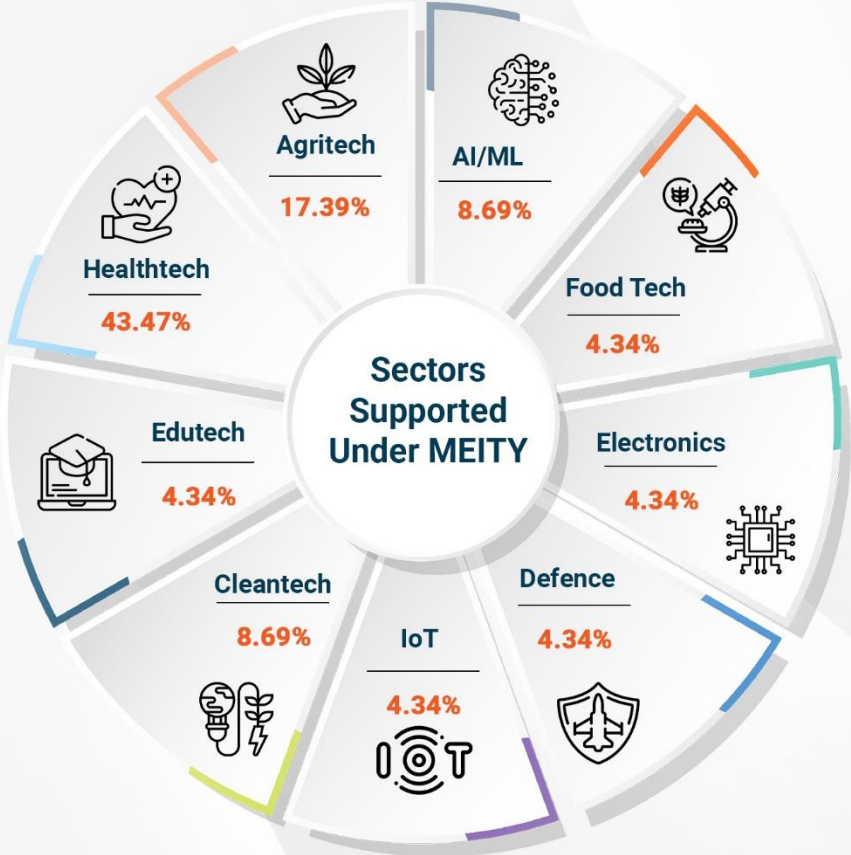 Agritech
17.39%
AI/ML
8.69%
Healthtech
43.47%
Food Tech
4.34%
Sectors
Supported
Under MEITY
Edutech
4.34%
Electronics
4.34%
Cleantech
8.69%
IoT
4.34%
IOT
Defence
4.34%